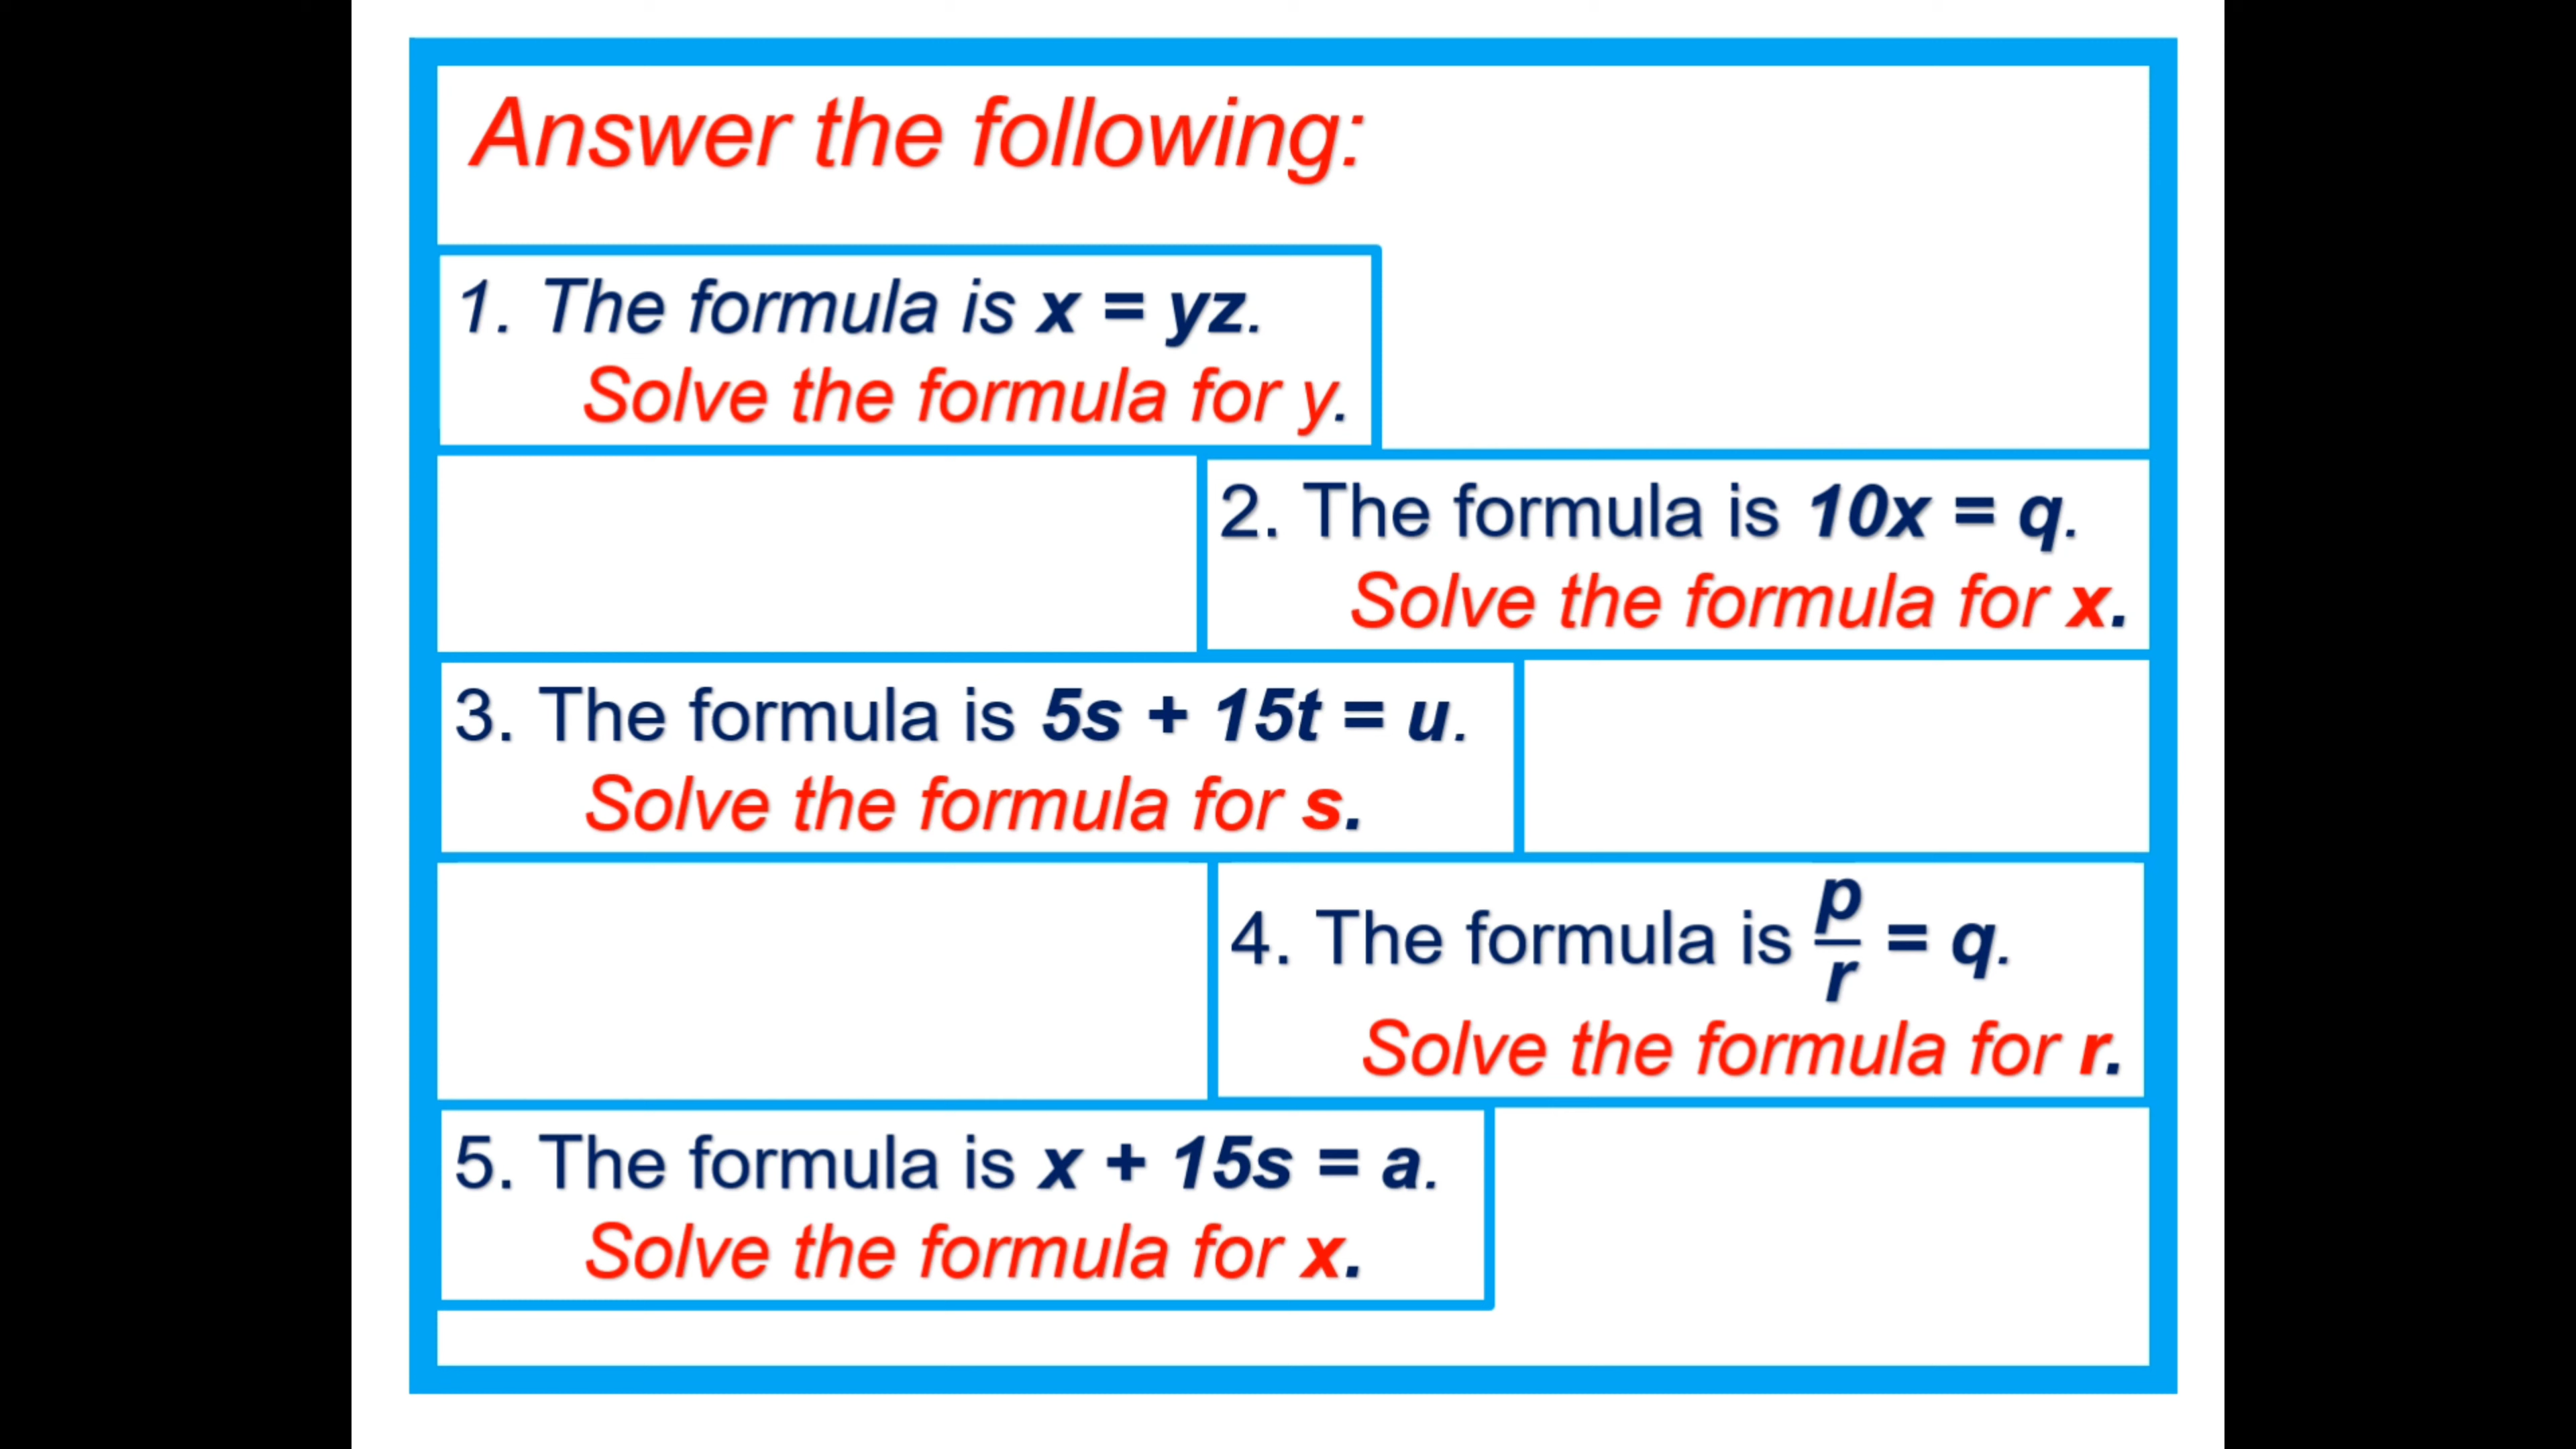 Answer the following:
1. The formula is x = yz.
Solve the formula for y.
2. The formula is 10x = q.
Solve the formula for x.
3. The formula is 5s + 15t = u.
Solve the formula for s.
4. The formula is p/r = q.
Solve the formula for r.
5. The formula is x + 15s = a.
Solve the formula for x.